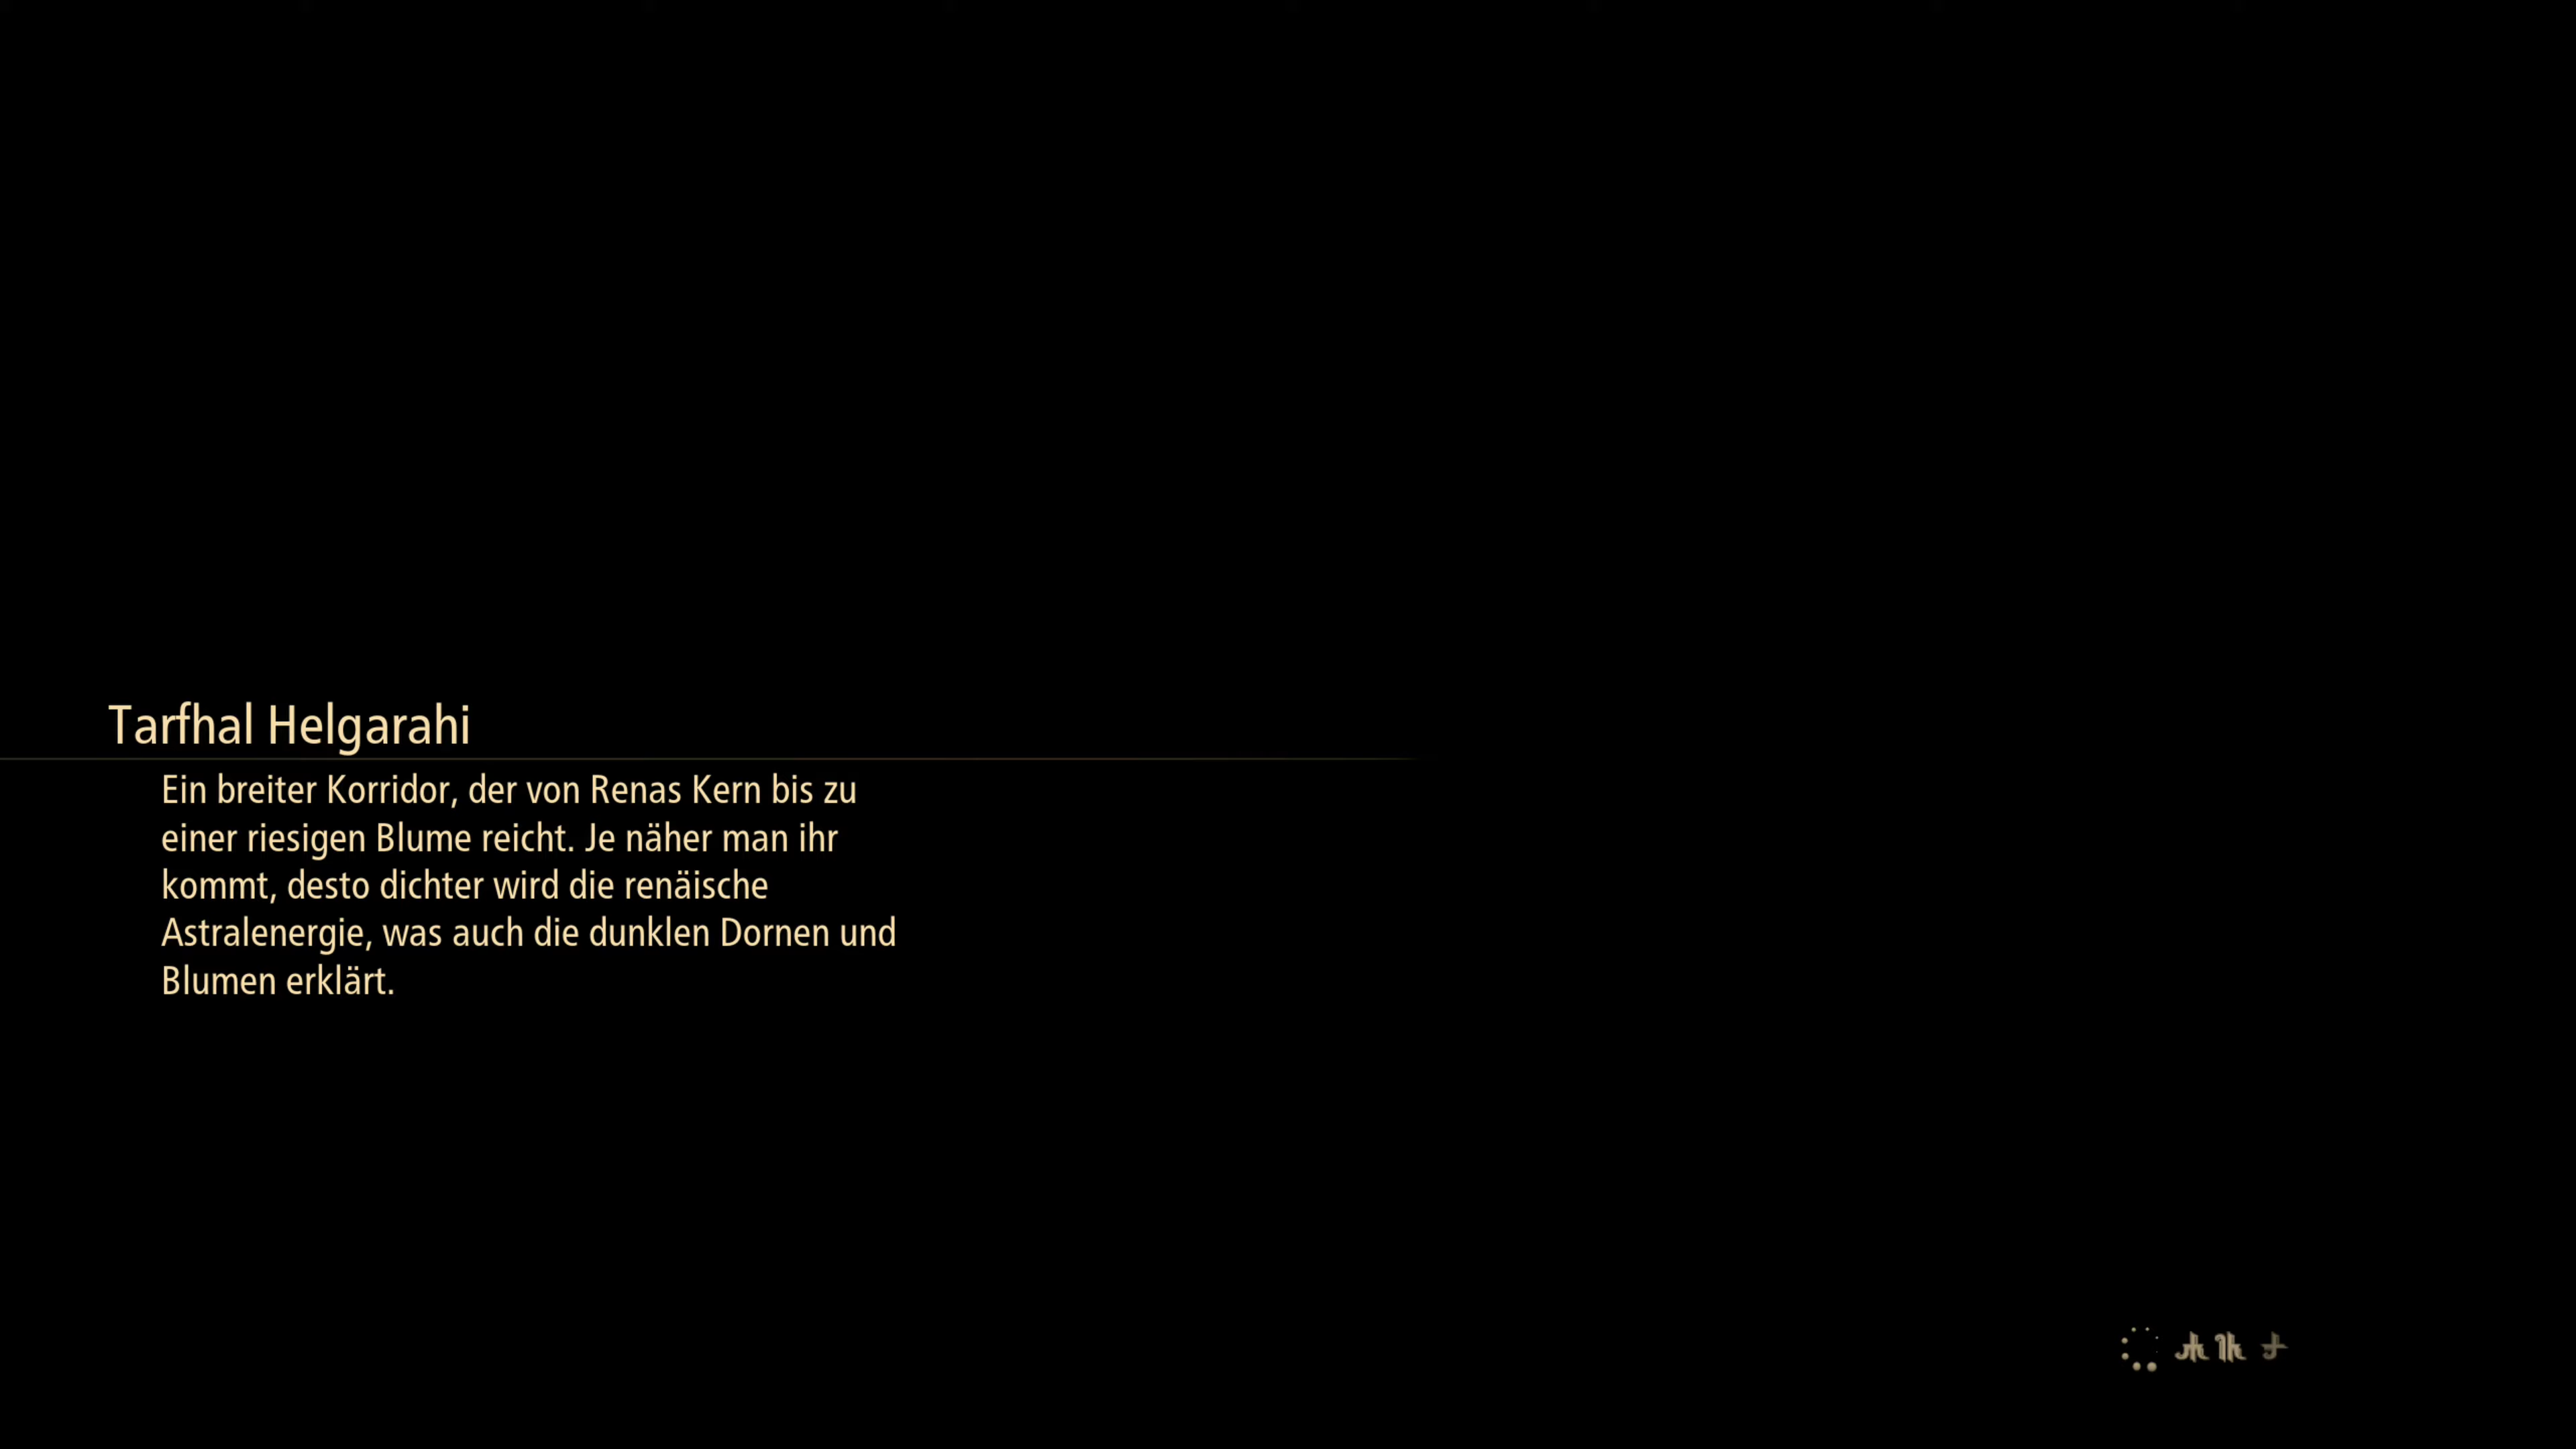 Tarfhal Helgarahi
Ein breiter Korridor, der von Renas Kern bis zu
einer riesigen Blume reicht. Je näher man ihr
kommt, desto dichter wird die renäische
Astralenergie, was auch die dunklen Dornen und
Blumen erklärt.